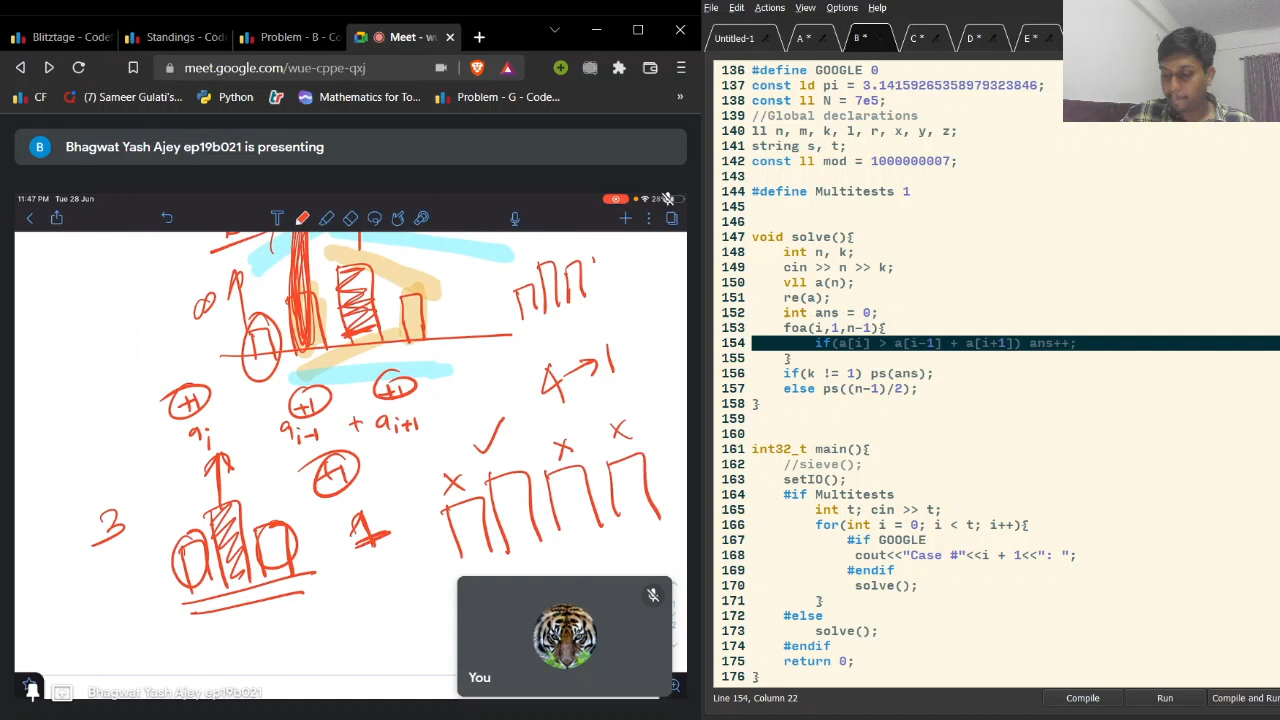 Blitztage - Codef
Standings - Code
Problem - B - Co
Meet - wu
meet.google.com/wue-cppe-qxj
CF
(7) Sameer Gulati's...
Python
Mathematics for To...
Problem - G - Code...
»
B
Bhagwat Yash Ajey ep19b021 is presenting
11:47 PM Tue 28 Jun
28
T
∞
4 → 1
+1
+1
+1
ai
ai-1 + ai+1
+1
3
1
x ✓ x x
You
Bhagwat Yash Ajey ep19b021
File Edit Actions View Options Help
Untitled-1 A * B * C * D * E *
136 #define GOOGLE 0
137 const ld pi = 3.14159265358979323846;
138 const ll N = 7e5;
139 //Global declarations
140 ll n, m, k, l, r, x, y, z;
141 string s, t;
142 const ll mod = 1000000007;
143
144 #define Multitests 1
145
146
147 void solve(){
148 int n, k;
149 cin >> n >> k;
150 vll a(n);
151 re(a);
152 int ans = 0;
153 foa(i,1,n-1){
154 if(a[i] > a[i-1] + a[i+1]) ans++;
155 }
156 if(k != 1) ps(ans);
157 else ps((n-1)/2);
158 }
159
160
161 int32_t main(){
162 //sieve();
163 setIO();
164 #if Multitests
165 int t; cin >> t;
166 for(int i = 0; i < t; i++){
167 #if GOOGLE
168 cout<<"Case #"<<i + 1<<": ";
169 #endif
170 solve();
171 }
172 #else
173 solve();
174 #endif
175 return 0;
176 }
Line 154, Column 22
Compile
Run
Compile and Run